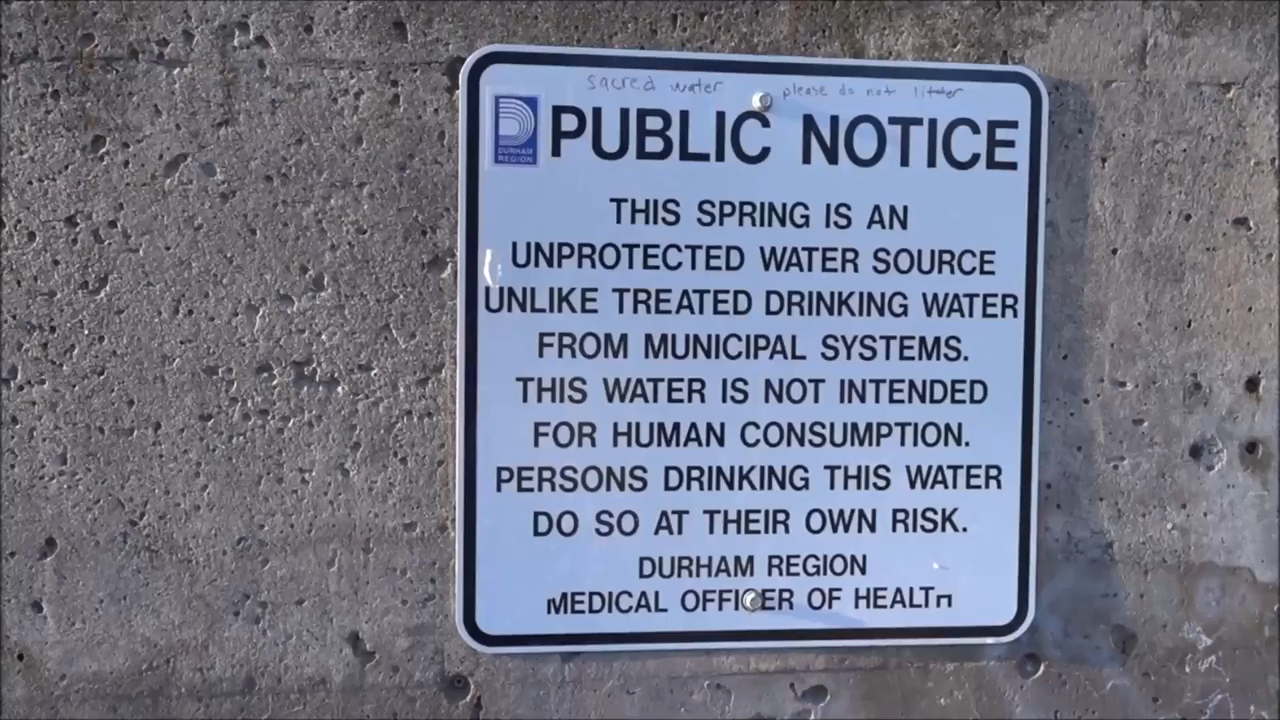 sacred water please do not litter
DURHAM
REGION
PUBLIC NOTICE
THIS SPRING IS AN
UNPROTECTED WATER SOURCE
UNLIKE TREATED DRINKING WATER
FROM MUNICIPAL SYSTEMS.
THIS WATER IS NOT INTENDED
FOR HUMAN CONSUMPTION.
PERSONS DRINKING THIS WATER
DO SO AT THEIR OWN RISK.
DURHAM REGION
MEDICAL OFFICER OF HEALTH